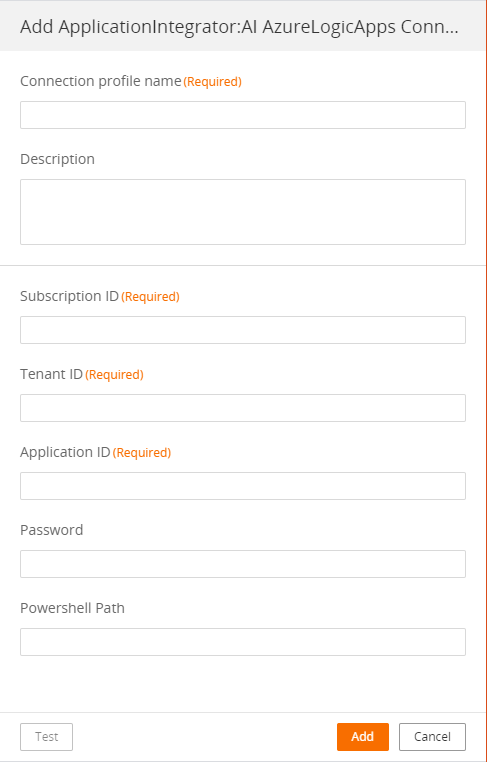 Add ApplicationIntegrator:AI AzureLogicApps Conn...
Connection profile name (Required)
Description
Subscription ID (Required)
Tenant ID (Required)
Application ID (Required)
Password
Powershell Path
Test
Add
Cancel